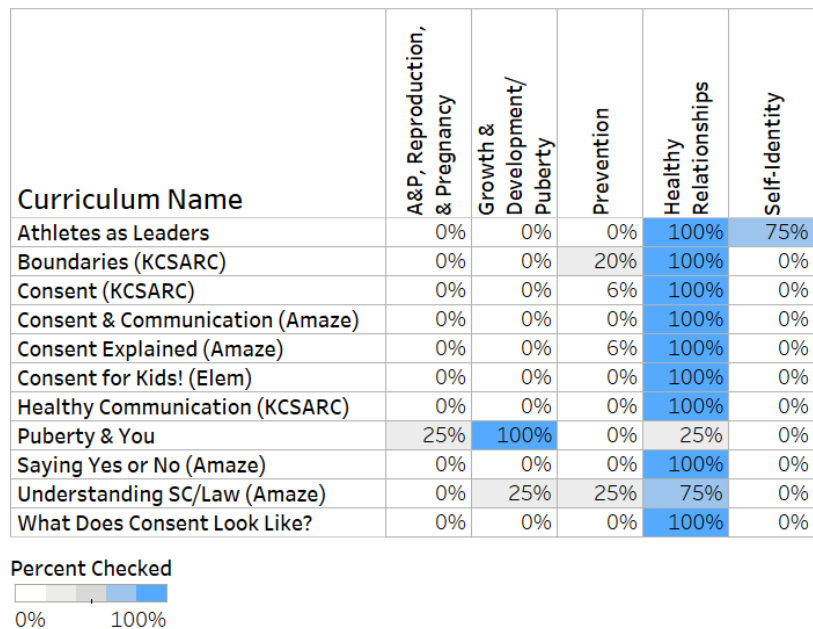 Curriculum Name
A&P, Reproduction,
& Pregnancy
Growth &
Development/
Puberty
Prevention
Healthy
Relationships
Self-Identity
Athletes as Leaders 0% 0% 0% 100% 75%
Boundaries (KCSARC) 0% 0% 20% 100% 0%
Consent (KCSARC) 0% 0% 6% 100% 0%
Consent & Communication (Amaze) 0% 0% 0% 100% 0%
Consent Explained (Amaze) 0% 0% 6% 100% 0%
Consent for Kids! (Elem) 0% 0% 0% 100% 0%
Healthy Communication (KCSARC) 0% 0% 0% 100% 0%
Puberty & You 25% 100% 0% 25% 0%
Saying Yes or No (Amaze) 0% 0% 0% 100% 0%
Understanding SC/Law (Amaze) 0% 25% 25% 75% 0%
What Does Consent Look Like? 0% 0% 0% 100% 0%
Percent Checked
0% 100%